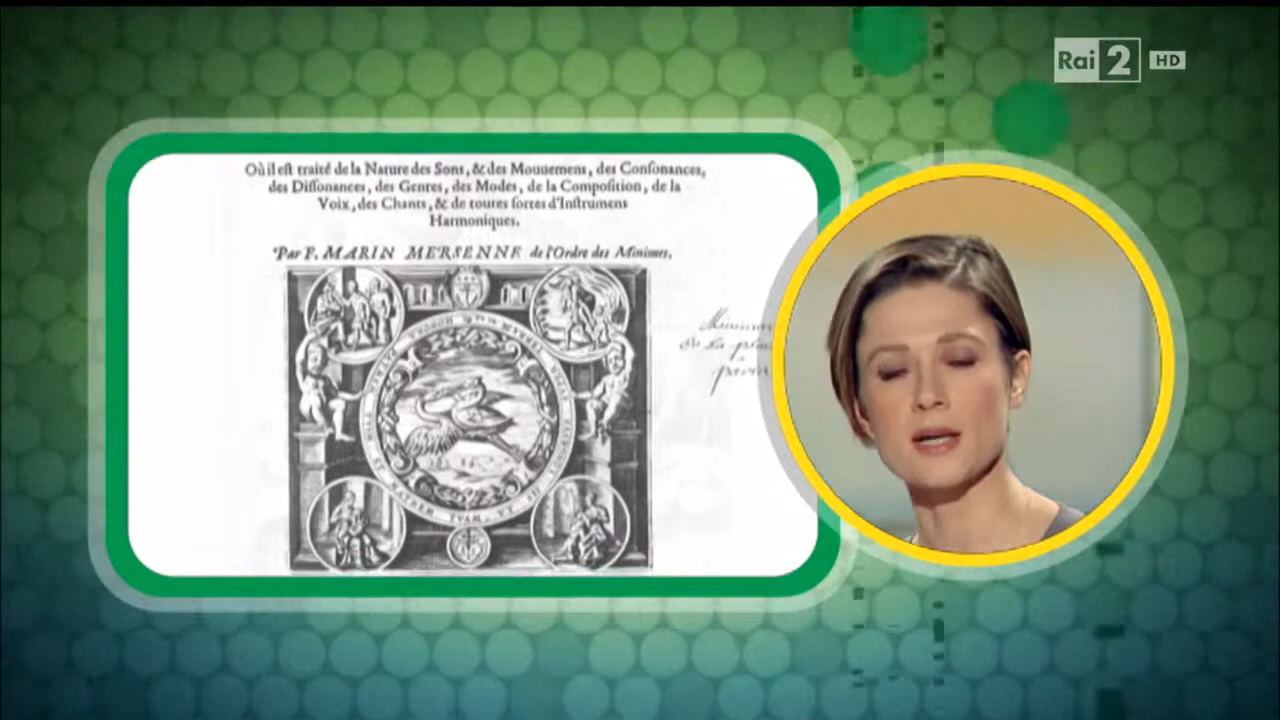 Rai 2 HD
Où il eſt traité de la Nature des Sons, & des Mouuemens, des Conſonances,
des Diſſonances, des Genres, des Modes, de la Compoſition, de la
Voix, des Chants, & de toutes ſortes d'Inſtrumens
Harmoniques.
Par F. MARIN MERSENNE de l'Ordre des Minimes.